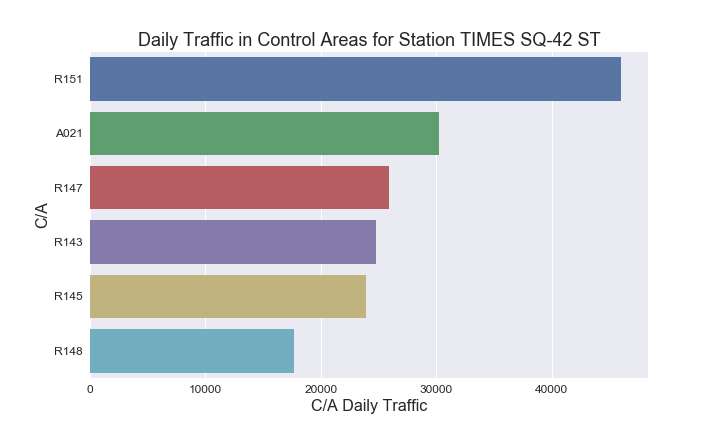 Daily Traffic in Control Areas for Station TIMES SQ-42 ST
R151
A021
R147
R143
R145
R148
C/A
0 10000 20000 30000 40000
C/A Daily Traffic